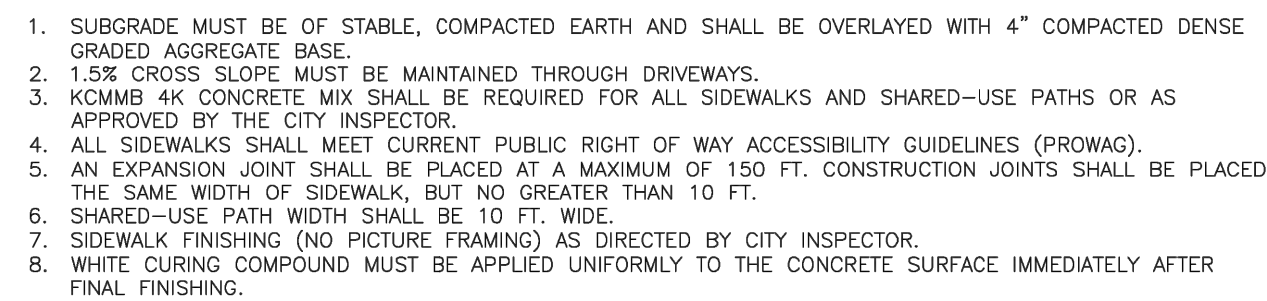 1. SUBGRADE MUST BE OF STABLE, COMPACTED EARTH AND SHALL BE OVERLAYED WITH 4" COMPACTED DENSE
GRADED AGGREGATE BASE.
2. 1.5% CROSS SLOPE MUST BE MAINTAINED THROUGH DRIVEWAYS.
3. KCMMB 4K CONCRETE MIX SHALL BE REQUIRED FOR ALL SIDEWALKS AND SHARED-USE PATHS OR AS
APPROVED BY THE CITY INSPECTOR.
4. ALL SIDEWALKS SHALL MEET CURRENT PUBLIC RIGHT OF WAY ACCESSIBILITY GUIDELINES (PROWAG).
5. AN EXPANSION JOINT SHALL BE PLACED AT A MAXIMUM OF 150 FT. CONSTRUCTION JOINTS SHALL BE PLACED
THE SAME WIDTH OF SIDEWALK, BUT NO GREATER THAN 10 FT.
6. SHARED-USE PATH WIDTH SHALL BE 10 FT. WIDE.
7. SIDEWALK FINISHING (NO PICTURE FRAMING) AS DIRECTED BY CITY INSPECTOR.
8. WHITE CURING COMPOUND MUST BE APPLIED UNIFORMLY TO THE CONCRETE SURFACE IMMEDIATELY AFTER
FINAL FINISHING.